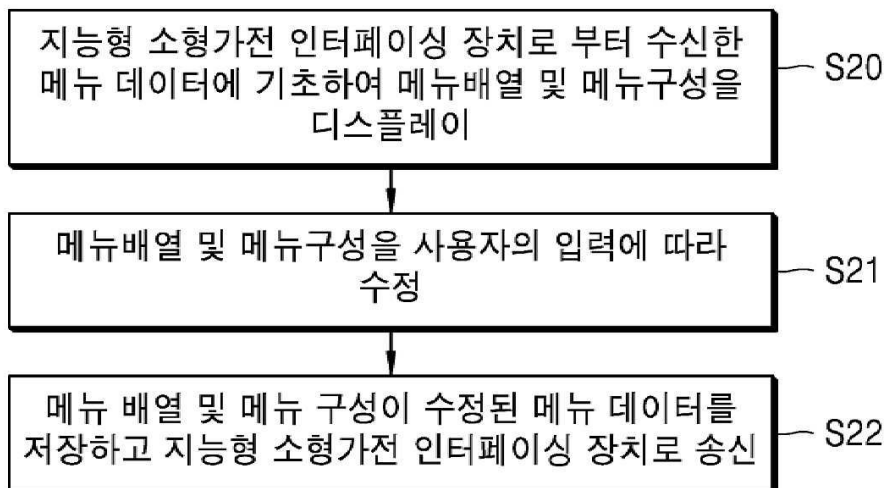 지능형 소형가전 인터페이싱 장치로 부터 수신한
메뉴 데이터에 기초하여 메뉴배열 및 메뉴구성을
디스플레이
S20
메뉴배열 및 메뉴구성을 사용자의 입력에 따라
수정
S21
메뉴 배열 및 메뉴 구성이 수정된 메뉴 데이터를
저장하고 지능형 소형가전 인터페이싱 장치로 송신
S22